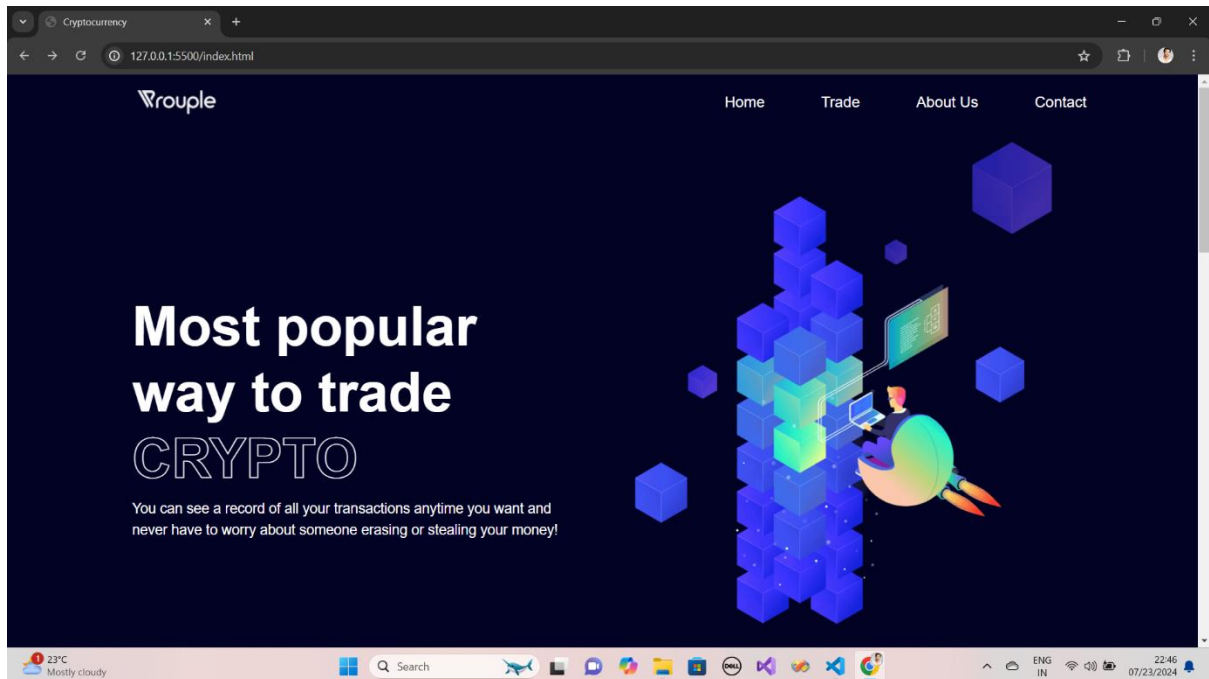 Cryptocurrency
127.0.0.1:5500/index.html
Wrouple
Home Trade About Us Contact
Most popular
way to trade
CRYPTO
You can see a record of all your transactions anytime you want and
never have to worry about someone erasing or stealing your money!
1
23°C
Mostly cloudy
Search
DELL
ENG
IN
22:46
07/23/2024